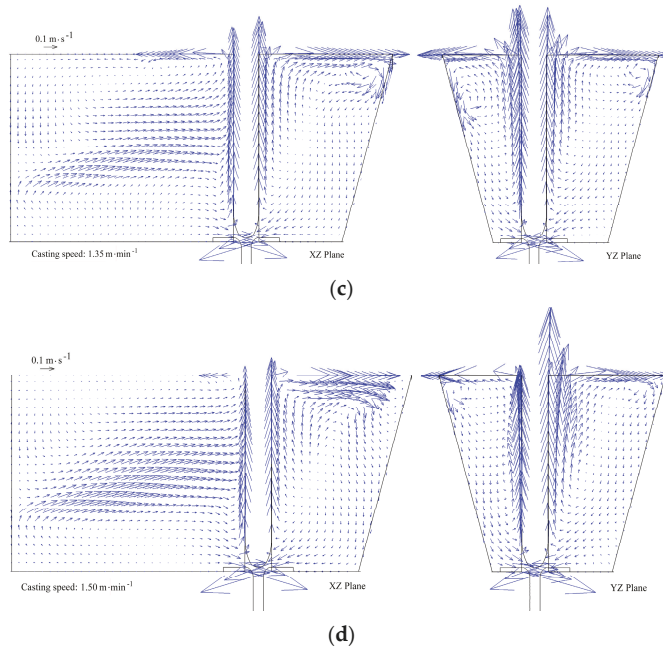 0.1 m·s⁻¹
Casting speed: 1.35 m·min⁻¹
XZ Plane
YZ Plane
(c)
0.1 m·s⁻¹
Casting speed: 1.50 m·min⁻¹
XZ Plane
YZ Plane
(d)